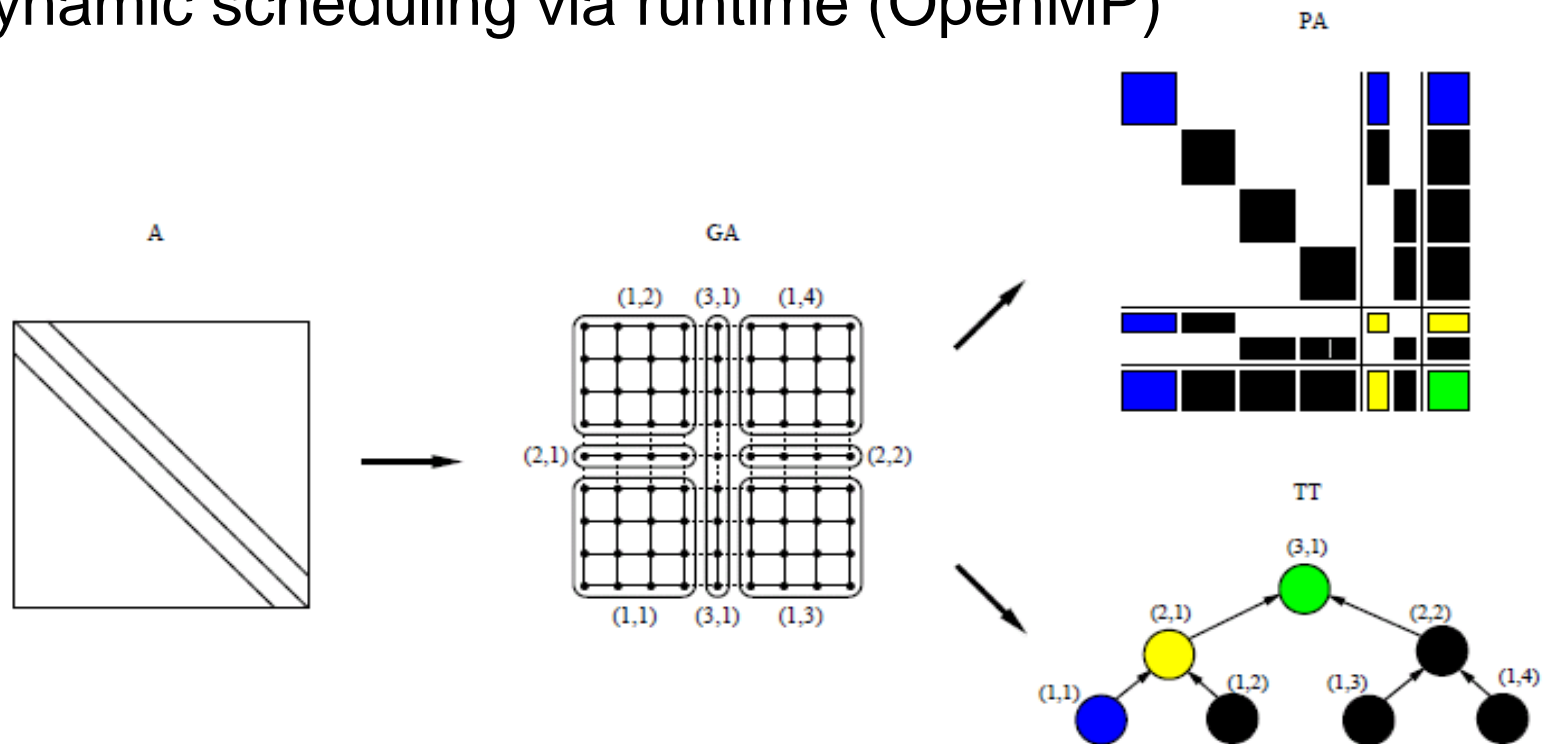 ynamic scheduling via runtime (OpenMP)
PA
A
GA
(1,2) (3,1) (1,4)
(2,1) (2,2)
(1,1) (3,1) (1,3)
TT
(3,1)
(2,1) (2,2)
(1,1) (1,2) (1,3) (1,4)